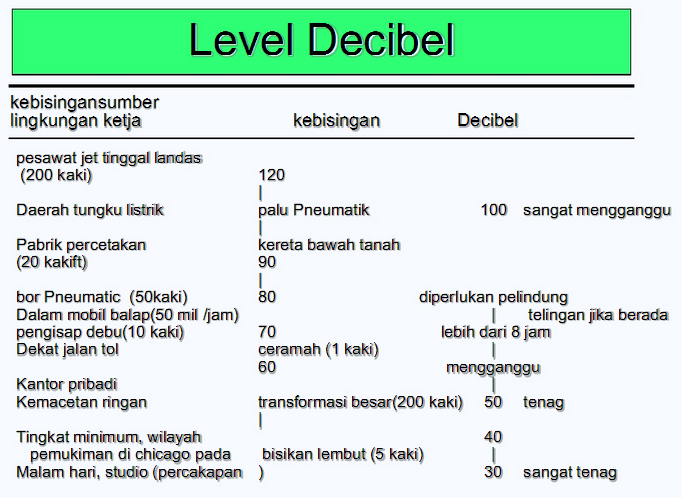 Level Decibel
kebisingansumber
lingkungan ketja kebisingan Decibel
pesawat jet tinggal landas
(200 kaki) 120
|
Daerah tungku listrik palu Pneumatik 100 sangat mengganggu
|
Pabrik percetakan kereta bawah tanah
(20 kakift) 90
|
bor Pneumatic (50kaki) 80 diperlukan pelindung
Dalam mobil balap(50 mil /jam) | telingan jika berada
pengisap debu(10 kaki) 70 lebih dari 8 jam
Dekat jalan tol ceramah (1 kaki) |
60 mengganggu
Kantor pribadi |
Kemacetan ringan transformasi besar(200 kaki) 50 tenag
|
Tingkat minimum, wilayah 40
pemukiman di chicago pada bisikan lembut (5 kaki) |
Malam hari, studio (percakapan ) 30 sangat tenag